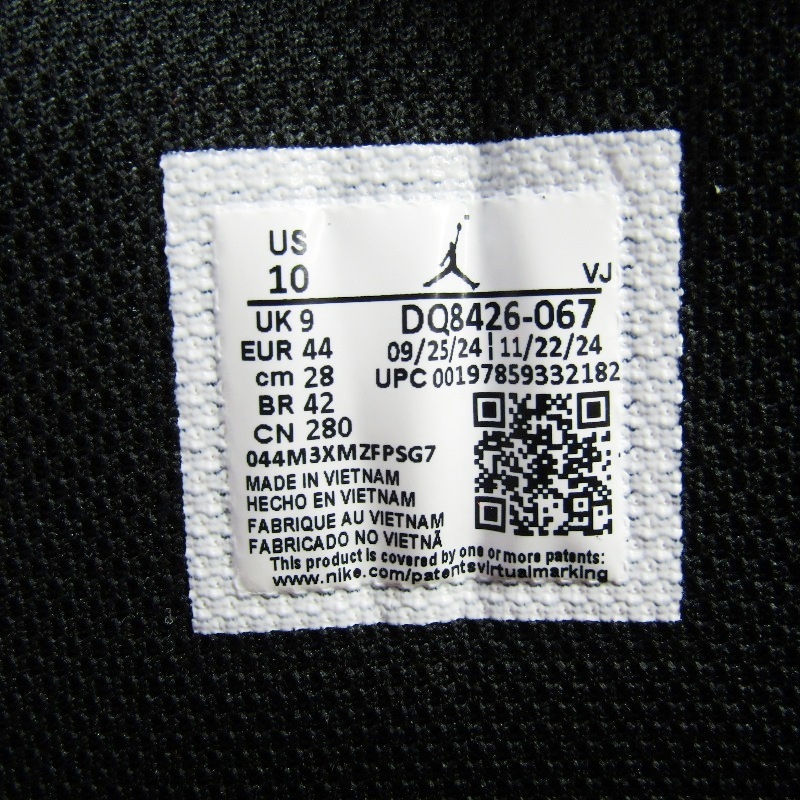 US
10
VJ
UK 9
DQ8426-067
EUR 44
09/25/24 | 11/22/24
cm 28
UPC 00197859332182
BR 42
CN 280
044M3XMZFPSG7
MADE IN VIETNAM
HECHO EN VIETNAM
FABRIQUE AU VIETNAM
FABRICADO NO VIETNÃ
This product is covered by one or more patents:
www.nike.com/patentsvirtualmarking